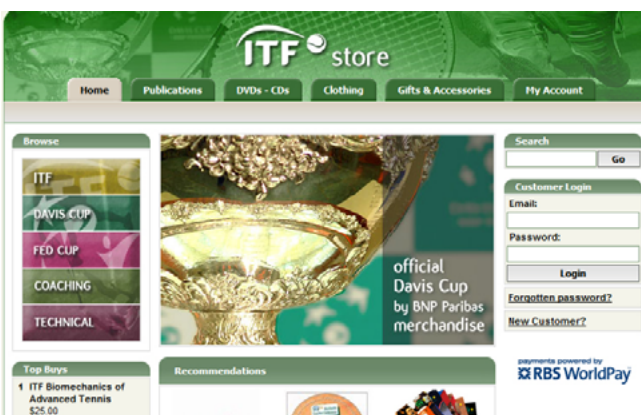 ITF store
Home
Publications
DVDs - CDs
Clothing
Gifts & Accessories
My Account
Browse
ITF
DAVIS CUP
FED CUP
COACHING
TECHNICAL
official
Davis Cup
by BNP Paribas
merchandise
Search
Go
Customer Login
Email:
Password:
Login
Forgotten password?
New Customer?
payments powered by
RBS WorldPay
Top Buys
1 ITF Biomechanics of
Advanced Tennis
$25.00
Recommendations